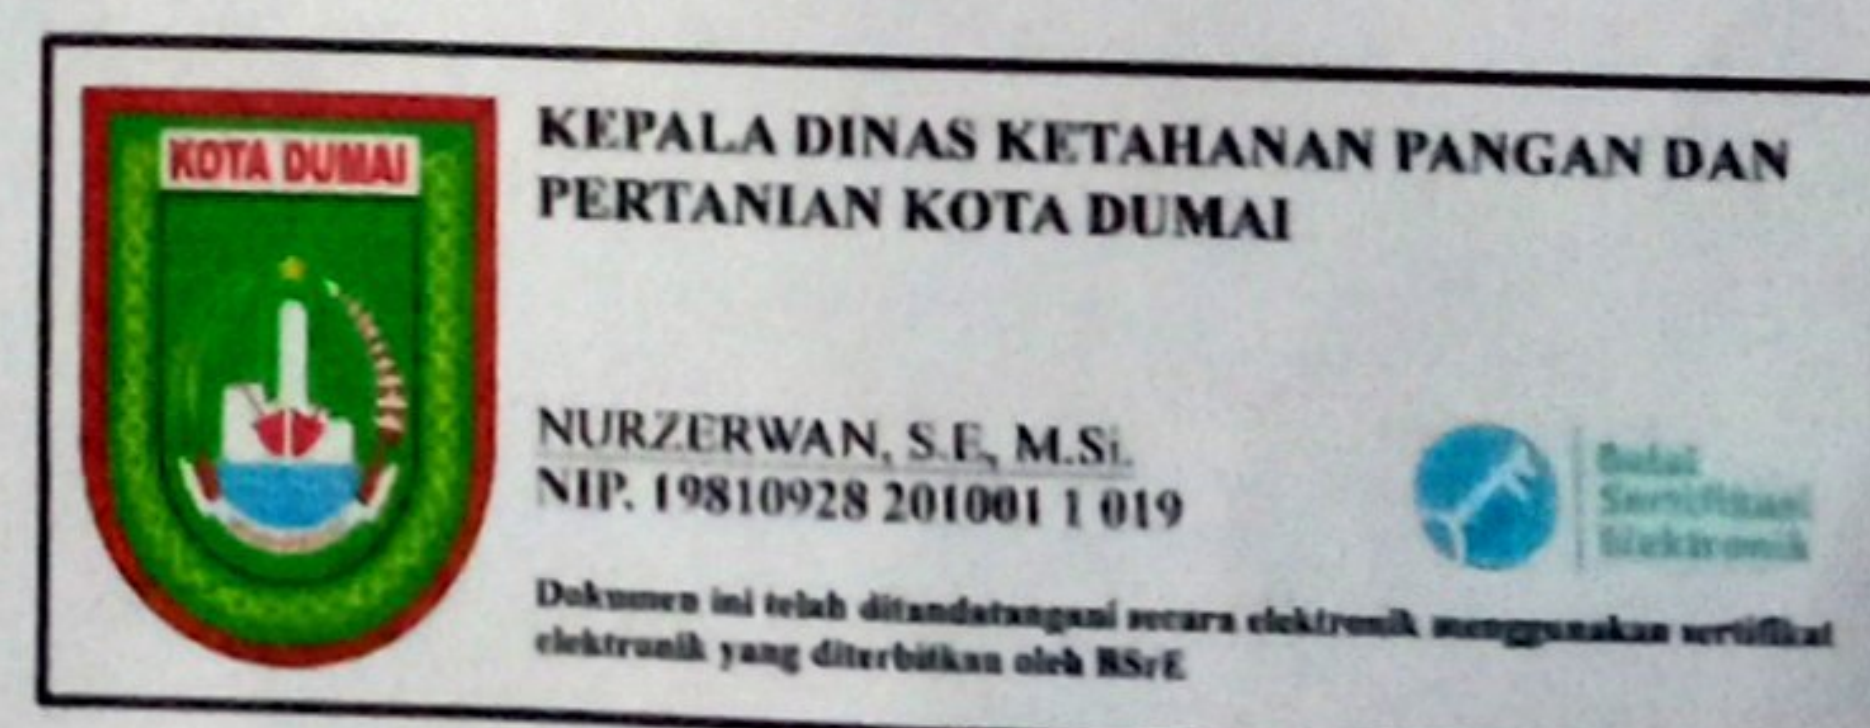 KOTA DUMAI
KEPALA DINAS KETAHANAN PANGAN DAN
PERTANIAN KOTA DUMAI
NURZERWAN, S.E, M.Si.
NIP. 19810928 201001 1 019
Balai
Sertifikasi
Elektronik
Dokumen ini telah ditandatangani secara elektronik menggunakan sertifikat
elektronik yang diterbitkan oleh BSrE